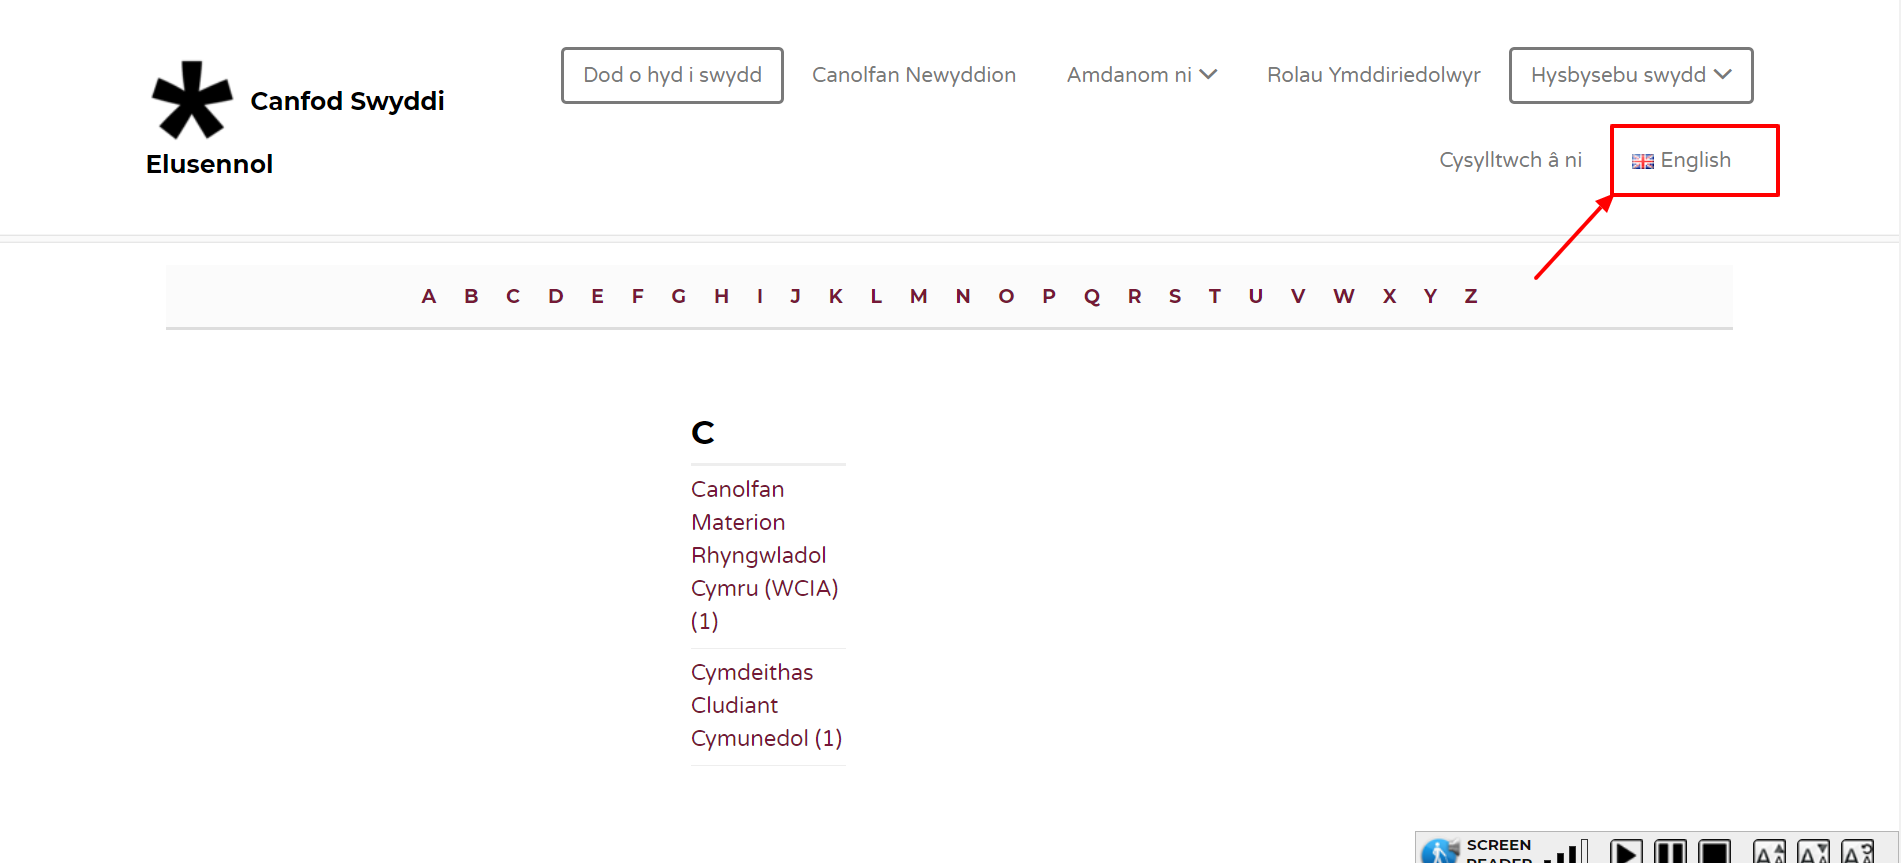 Canfod Swyddi
Elusennol
Dod o hyd i swydd
Canolfan Newyddion
Amdanom ni
Rolau Ymddiriedolwyr
Hysbysebu swydd
Cysylltwch â ni
English
A B C D E F G H I J K L M N O P Q R S T U V W X Y Z
C
Canolfan
Materion
Rhyngwladol
Cymru (WCIA)
(1)
Cymdeithas
Cludiant
Cymunedol (1)
SCREEN
READER